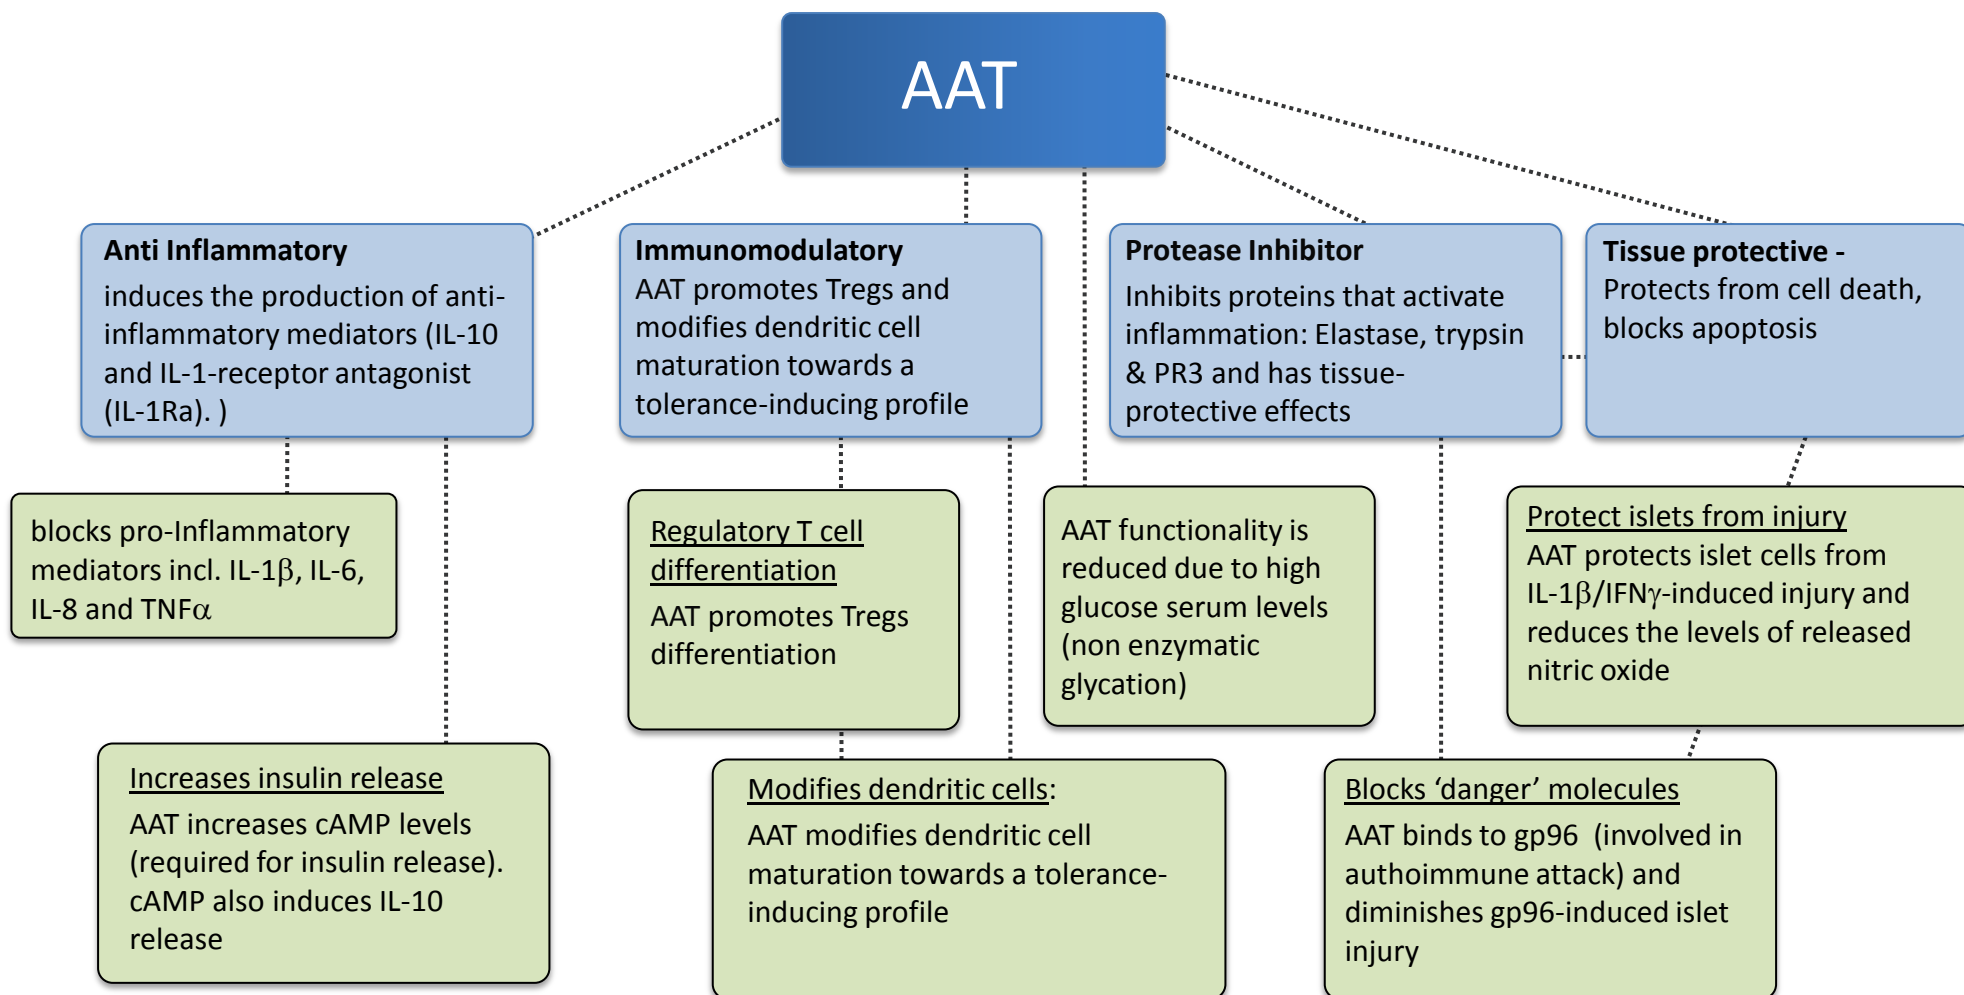 AAT
Anti Inflammatory
induces the production of anti-
inflammatory mediators (IL-10
and IL-1-receptor antagonist
(IL-1Ra). )
Immunomodulatory
AAT promotes Tregs and
modifies dendritic cell
maturation towards a
tolerance-inducing profile
Protease Inhibitor
Inhibits proteins that activate
inflammation: Elastase, trypsin
& PR3 and has tissue-
protective effects
Tissue protective -
Protects from cell death,
blocks apoptosis
blocks pro-Inflammatory
mediators incl. IL-1β, IL-6,
IL-8 and TNFα
Regulatory T cell
differentiation
AAT promotes Tregs
differentiation
AAT functionality is
reduced due to high
glucose serum levels
(non enzymatic
glycation)
Protect islets from injury
AAT protects islet cells from
IL-1β/IFNγ-induced injury and
reduces the levels of released
nitric oxide
Increases insulin release
AAT increases cAMP levels
(required for insulin release).
cAMP also induces IL-10
release
Modifies dendritic cells:
AAT modifies dendritic cell
maturation towards a tolerance-
inducing profile
Blocks ‘danger’ molecules
AAT binds to gp96 (involved in
authoimmune attack) and
diminishes gp96-induced islet
injury